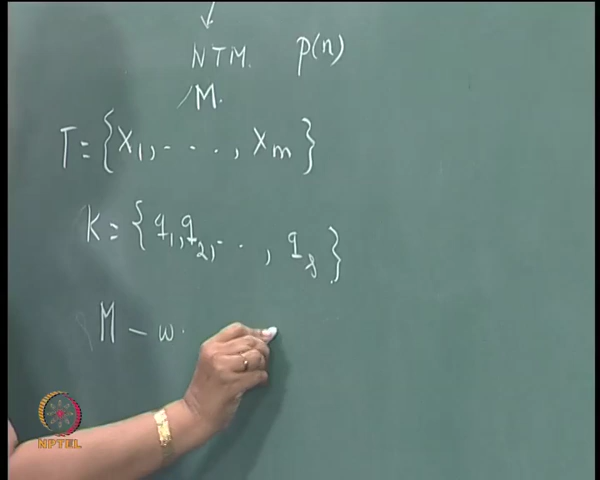 NTM. p(n)
M.
Γ = {X₁, - - ·, Xₘ}
K = {q₁, q₂, - ·, qₛ}
M – w.
NPTEL